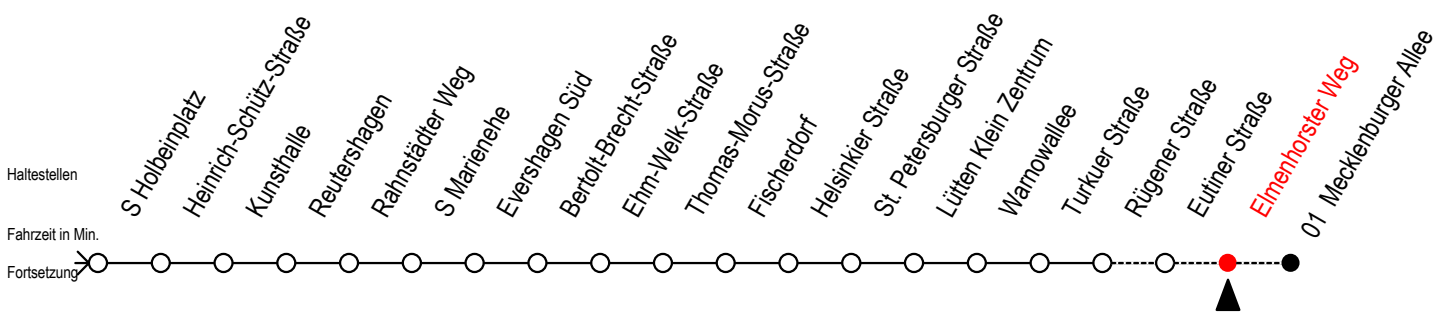 Haltestellen
Fahrzeit in Min.
Fortsetzung
S Holbeinplatz
Heinrich-Schütz-Straße
Kunsthalle
Reutershagen
Rahnstädter Weg
S Marienehe
Evershagen Süd
Bertolt-Brecht-Straße
Ehm-Welk-Straße
Thomas-Morus-Straße
Fischerdorf
Helsinkier Straße
St. Petersburger Straße
Lütten Klein Zentrum
Warnowallee
Turkuer Straße
Rügener Straße
Eutiner Straße
Elmenhorster Weg
01 Mecklenburger Allee